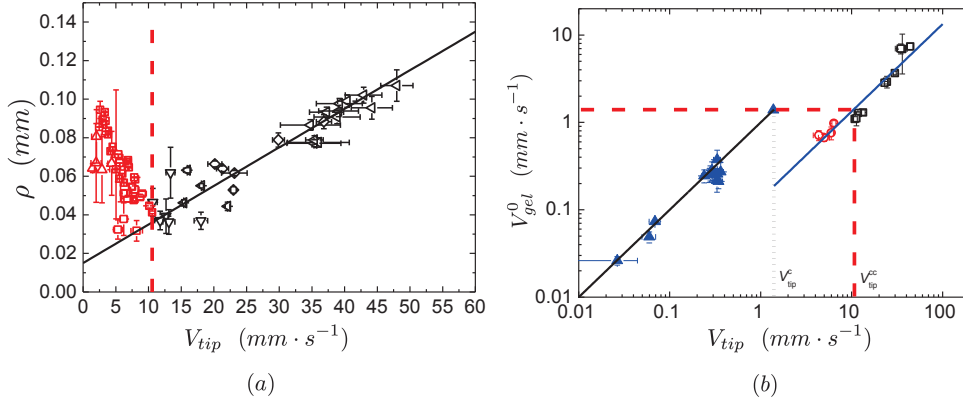 0.14
0.12
0.10
0.08
0.06
0.04
0.02
0.00
ρ (mm)
0 5 10 15 20 25 30 35 40 45 50 55 60
V_tip (mm · s⁻¹)
(a)
10
1
0.1
0.01
V⁰_gel (mm · s⁻¹)
V^c_tip
V^cc_tip
0.01 0.1 1 10 100
V_tip (mm · s⁻¹)
(b)